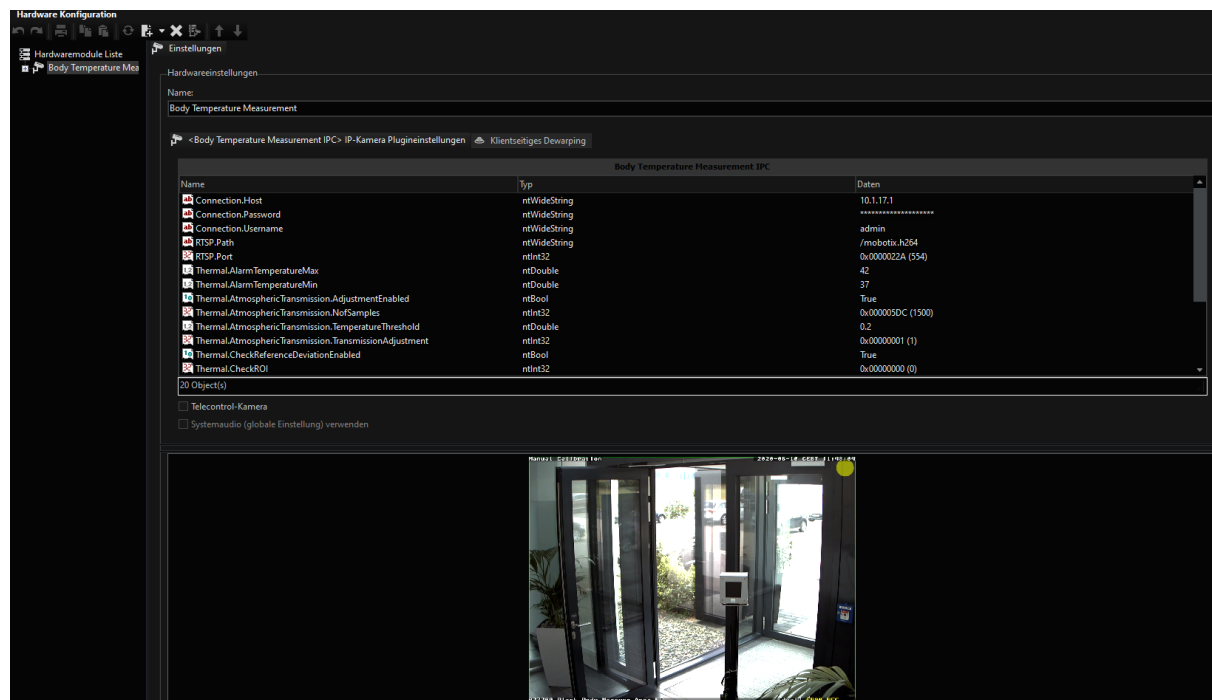 Hardware Konfiguration
Hardwaremodule Liste
Body Temperature Mea
Einstellungen
Hardwareeinstellungen
Name:
Body Temperature Measurement
<Body Temperature Measurement IPC> IP-Kamera Plugineinstellungen Klientseitiges Dewarping
Body Temperature Measurement IPC
Name Typ Daten
Connection.Host ntWideString 10.1.17.1
Connection.Password ntWideString ********************
Connection.Username ntWideString admin
RTSP.Path ntWideString /mobotix.h264
RTSP.Port ntInt32 0x0000022A (554)
Thermal.AlarmTemperatureMax ntDouble 42
Thermal.AlarmTemperatureMin ntDouble 37
Thermal.AtmosphericTransmission.AdjustmentEnabled ntBool True
Thermal.AtmosphericTransmission.NofSamples ntInt32 0x000005DC (1500)
Thermal.AtmosphericTransmission.TemperatureThreshold ntDouble 0.2
Thermal.AtmosphericTransmission.TransmissionAdjustment ntInt32 0x00000001 (1)
Thermal.CheckReferenceDeviationEnabled ntBool True
Thermal.CheckROI ntInt32 0x00000000 (0)
20 Object(s)
Telecontrol-Kamera
Systemaudio (globale Einstellung) verwenden
Manual Calibration